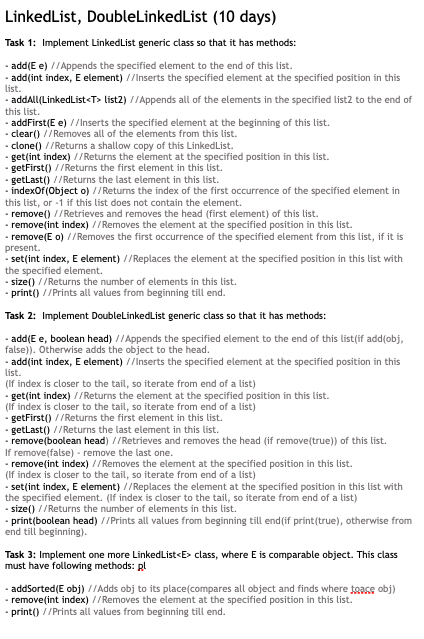 LinkedList, DoubleLinkedList (10 days)
Task 1: Implement LinkedList generic class so that it has methods:
- add(E e) //Appends the specified element to the end of this list.
- add(int index, E element) //Inserts the specified element at the specified position in this
list.
- addAll(LinkedList<T> list2) //Appends all of the elements in the specified list2 to the end of
this list.
- addFirst(E e) //Inserts the specified element at the beginning of this list.
- clear() //Removes all of the elements from this list.
- clone() //Returns a shallow copy of this LinkedList.
- get(int index) //Returns the element at the specified position in this list.
- getFirst() //Returns the first element in this list.
- getLast() //Returns the last element in this list.
- indexOf(Object o) //Returns the index of the first occurrence of the specified element in
this list, or -1 if this list does not contain the element.
- remove() //Retrieves and removes the head (first element) of this list.
- remove(int index) //Removes the element at the specified position in this list.
- remove(E o) //Removes the first occurrence of the specified element from this list, if it is
present.
- set(int index, E element) //Replaces the element at the specified position in this list with
the specified element.
- size() //Returns the number of elements in this list.
- print() //Prints all values from beginning till end.
Task 2: Implement DoubleLinkedList generic class so that it has methods:
- add(E e, boolean head) //Appends the specified element to the end of this list(if add(obj,
false)). Otherwise adds the object to the head.
- add(int index, E element) //Inserts the specified element at the specified position in this
list.
(If index is closer to the tail, so iterate from end of a list)
- get(int index) //Returns the element at the specified position in this list.
(If index is closer to the tail, so iterate from end of a list)
- getFirst() //Returns the first element in this list.
- getLast() //Returns the last element in this list.
- remove(boolean head) //Retrieves and removes the head (if remove(true)) of this list.
If remove(false) - remove the last one.
- remove(int index) //Removes the element at the specified position in this list.
(If index is closer to the tail, so iterate from end of a list)
- set(int index, E element) //Replaces the element at the specified position in this list with
the specified element. (If index is closer to the tail, so iterate from end of a list)
- size() //Returns the number of elements in this list.
- print(boolean head) //Prints all values from beginning till end(if print(true), otherwise from
end till beginning).
Task 3: Implement one more LinkedList<E> class, where E is comparable object. This class
must have following methods: pl
- addSorted(E obj) //Adds obj to its place(compares all object and finds where toace obj)
- remove(int index) //Removes the element at the specified position in this list.
- print() //Prints all values from beginning till end.